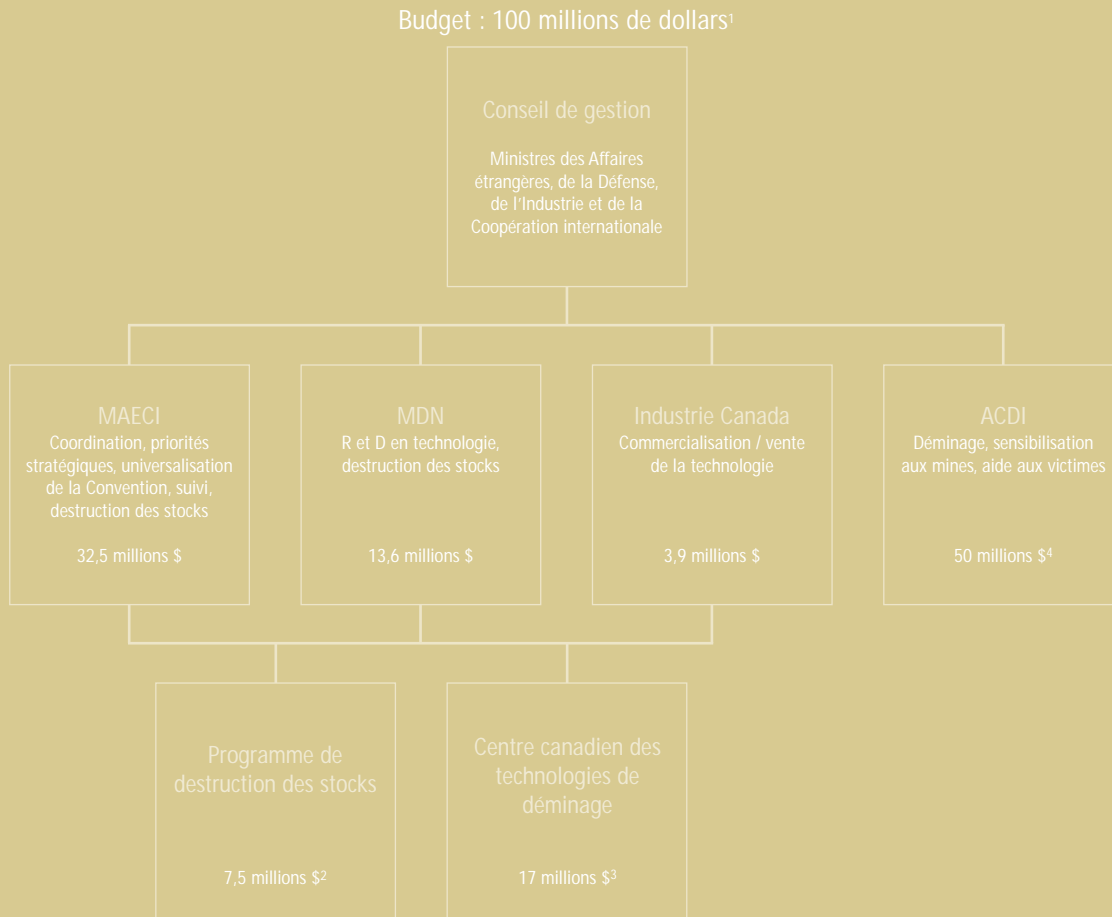 Budget : 100 millions de dollars¹
Conseil de gestion
Ministres des Affaires
étrangères, de la Défense,
de l'Industrie et de la
Coopération internationale
MAECI
Coordination, priorités
stratégiques, universalisation
de la Convention, suivi,
destruction des stocks
32,5 millions $
MDN
R et D en technologie,
destruction des stocks
13,6 millions $
Industrie Canada
Commercialisation / vente
de la technologie
3,9 millions $
ACDI
Déminage, sensibilisation
aux mines, aide aux victimes
50 millions $⁴
Programme de
destruction des stocks
7,5 millions $²
Centre canadien des
technologies de
déminage
17 millions $³